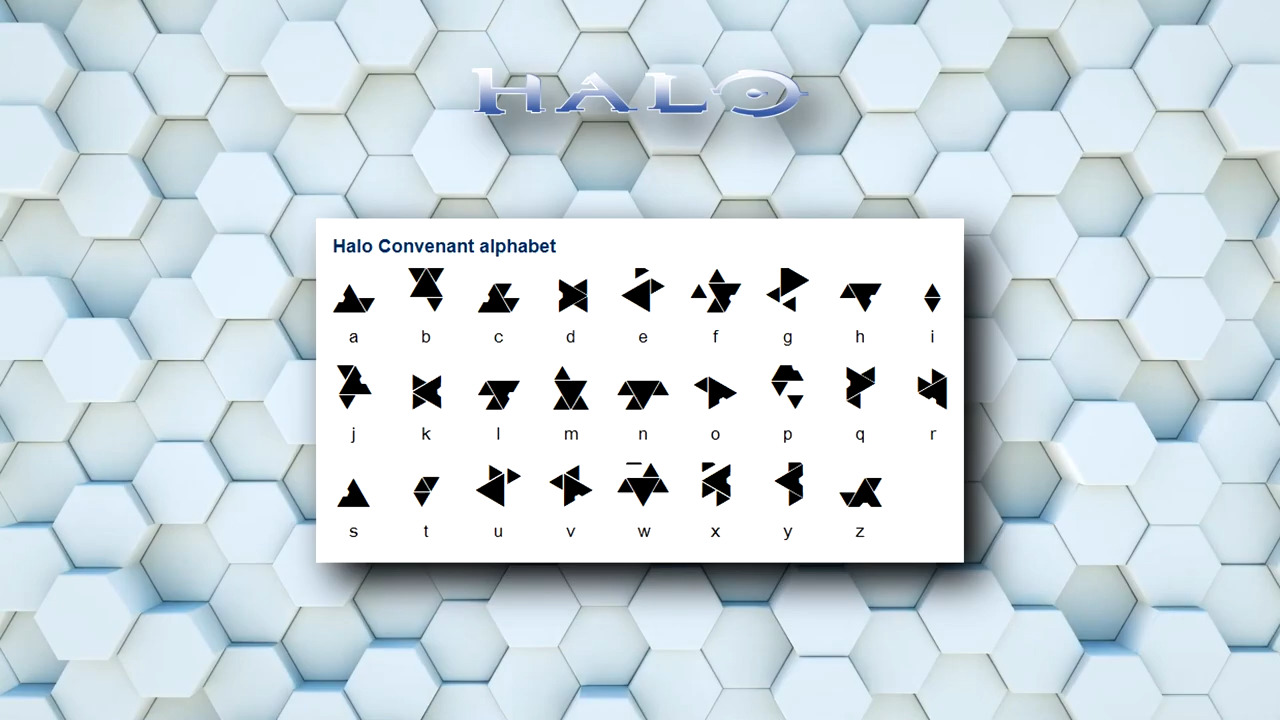 HALO
Halo Convenant alphabet
a b c d e f g h i
j k l m n o p q r
s t u v w x y z